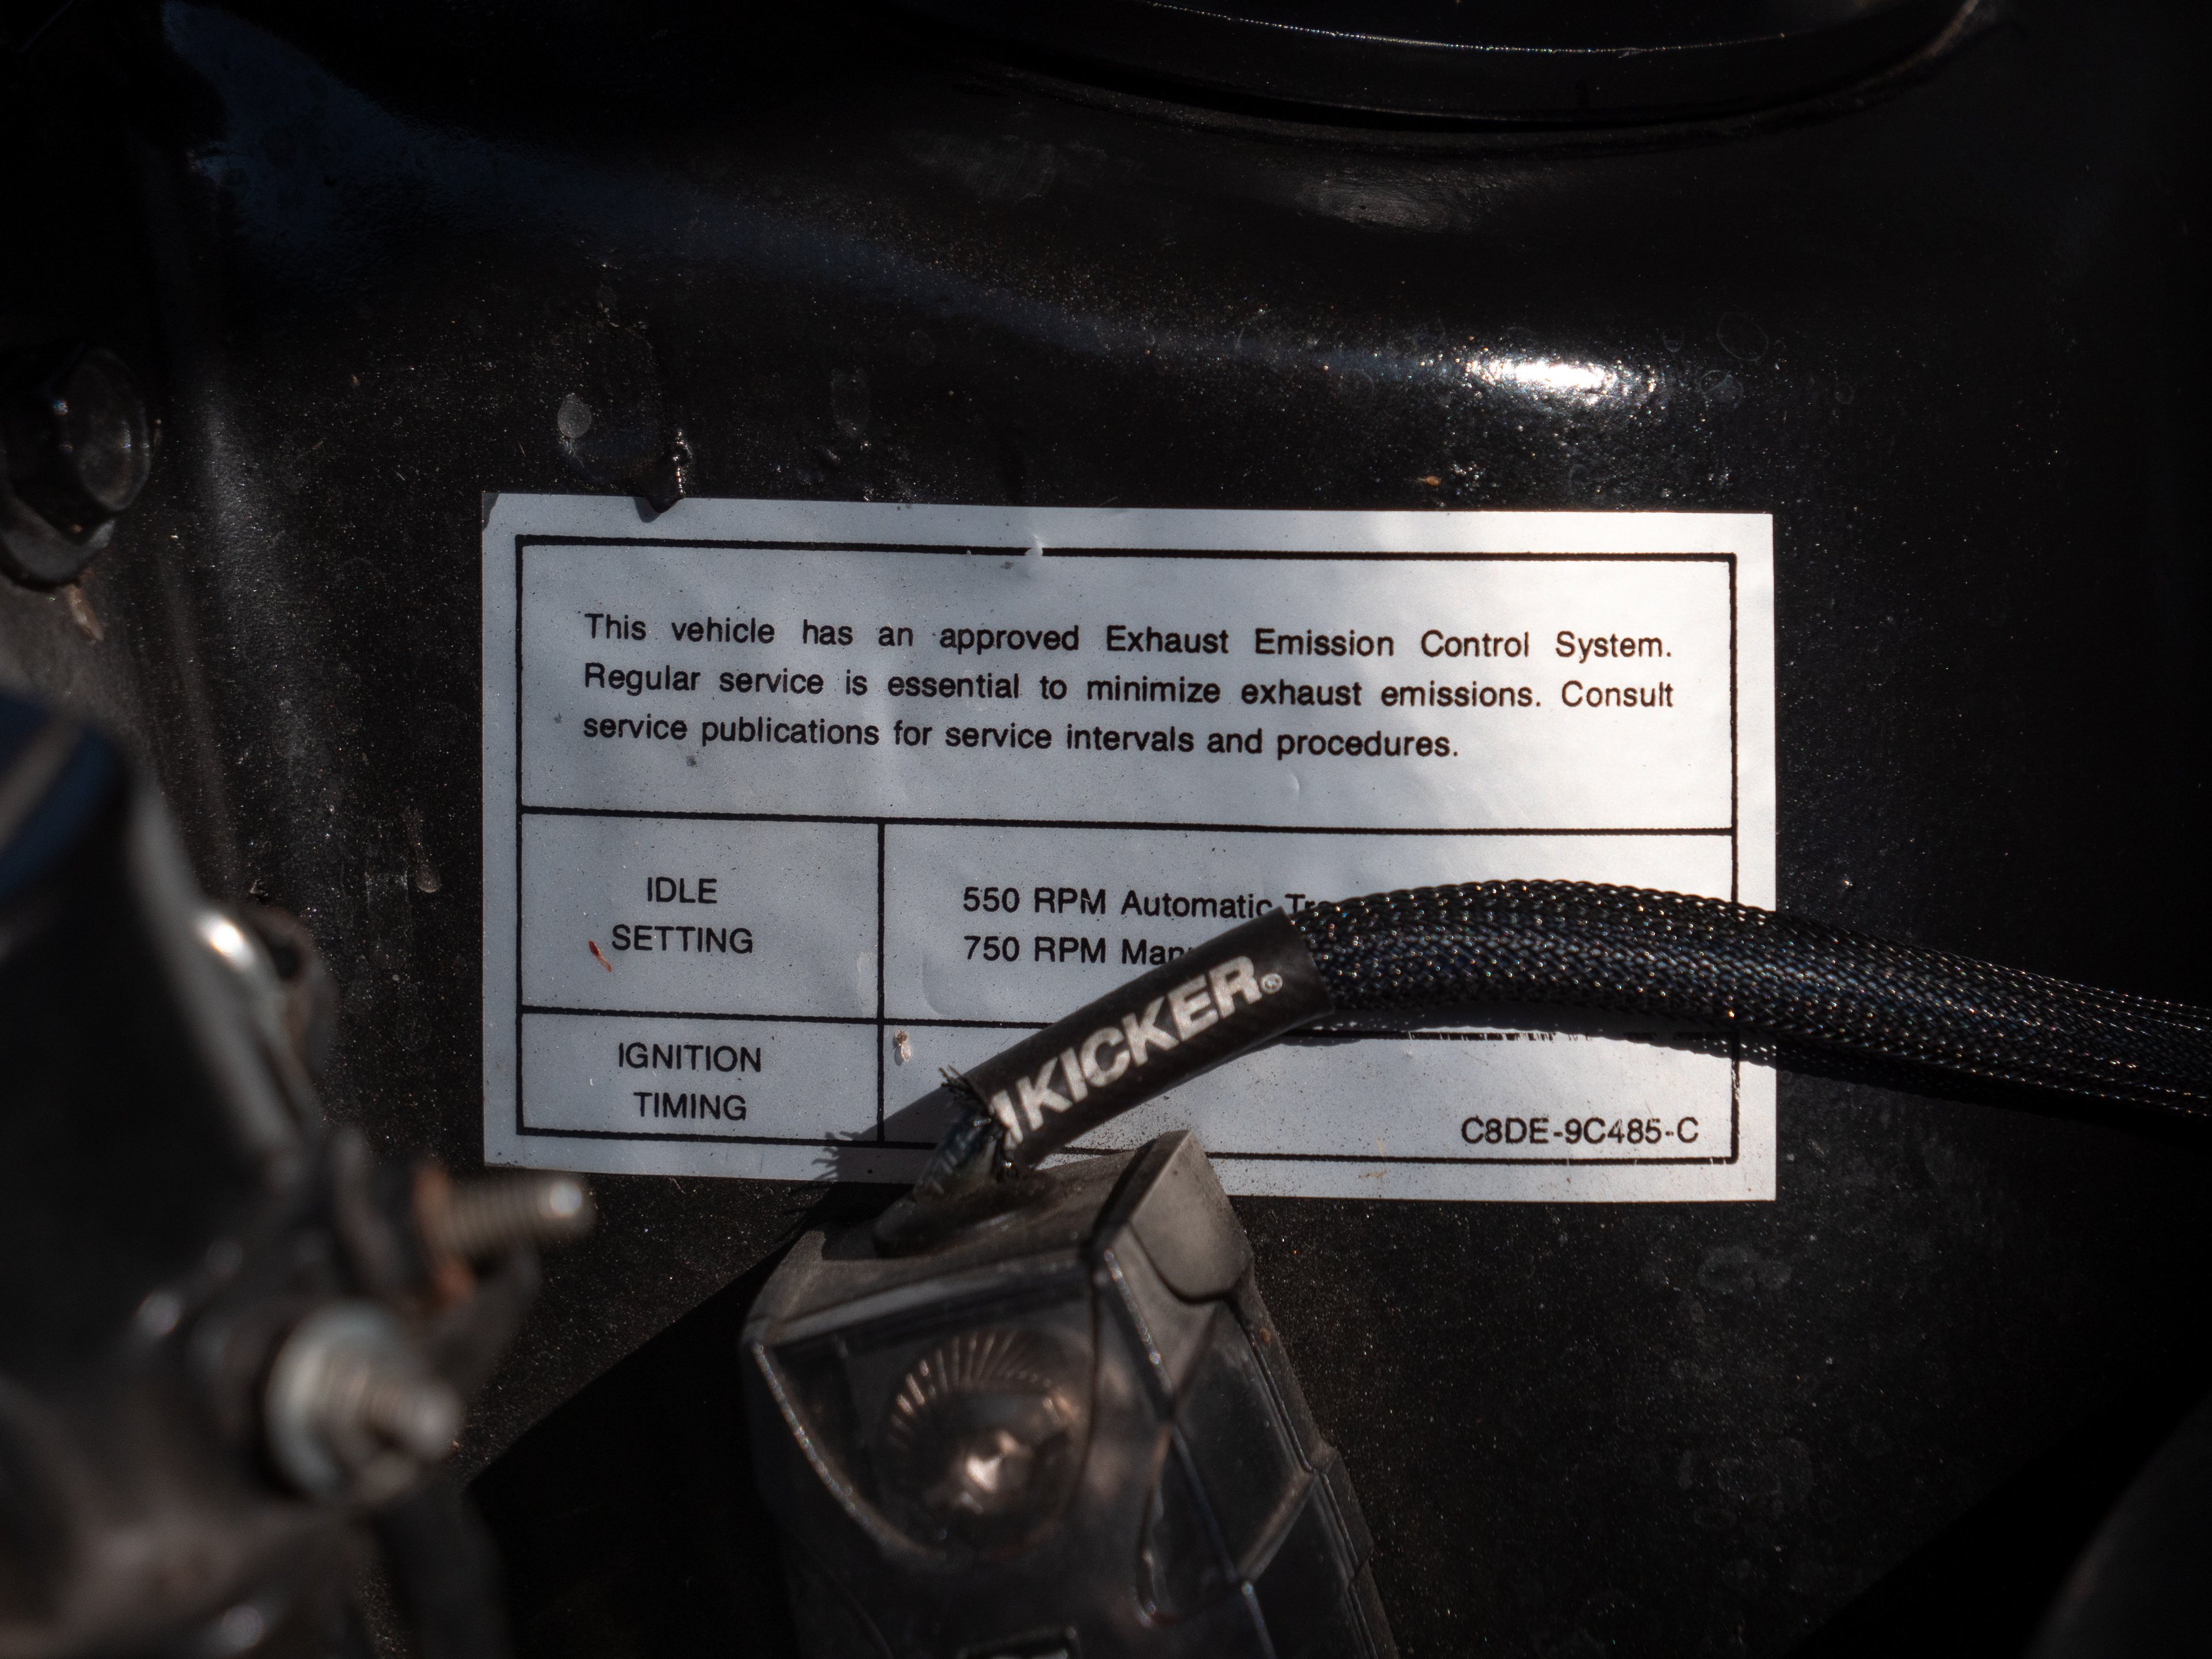 This vehicle has an approved Exhaust Emission Control System.
Regular service is essential to minimize exhaust emissions. Consult
service publications for service intervals and procedures.
IDLE
SETTING
550 RPM Automatic
750 RPM
KICKER®
IGNITION
TIMING
C8DE-9C485-C